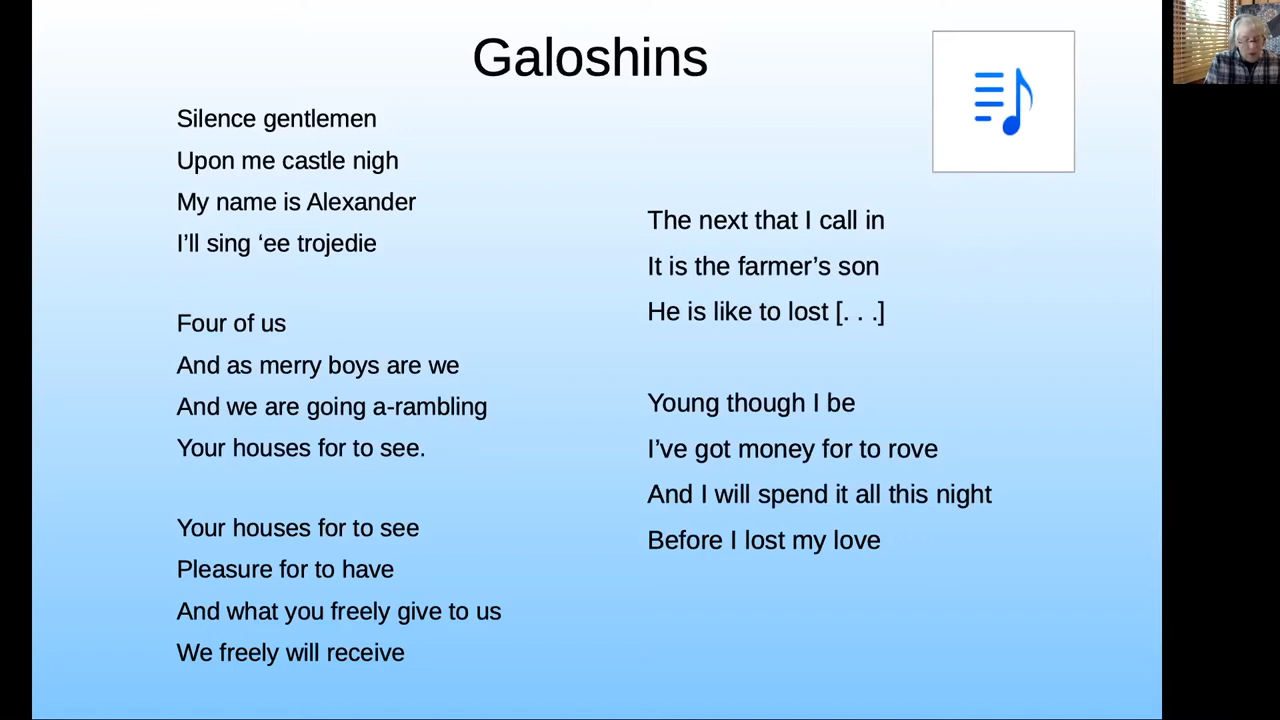 Galoshins
Silence gentlemen
Upon me castle nigh
My name is Alexander
I’ll sing ‘ee trojedie
Four of us
And as merry boys are we
And we are going a-rambling
Your houses for to see.
Your houses for to see
Pleasure for to have
And what you freely give to us
We freely will receive
The next that I call in
It is the farmer’s son
He is like to lost [. . .]
Young though I be
I’ve got money for to rove
And I will spend it all this night
Before I lost my love